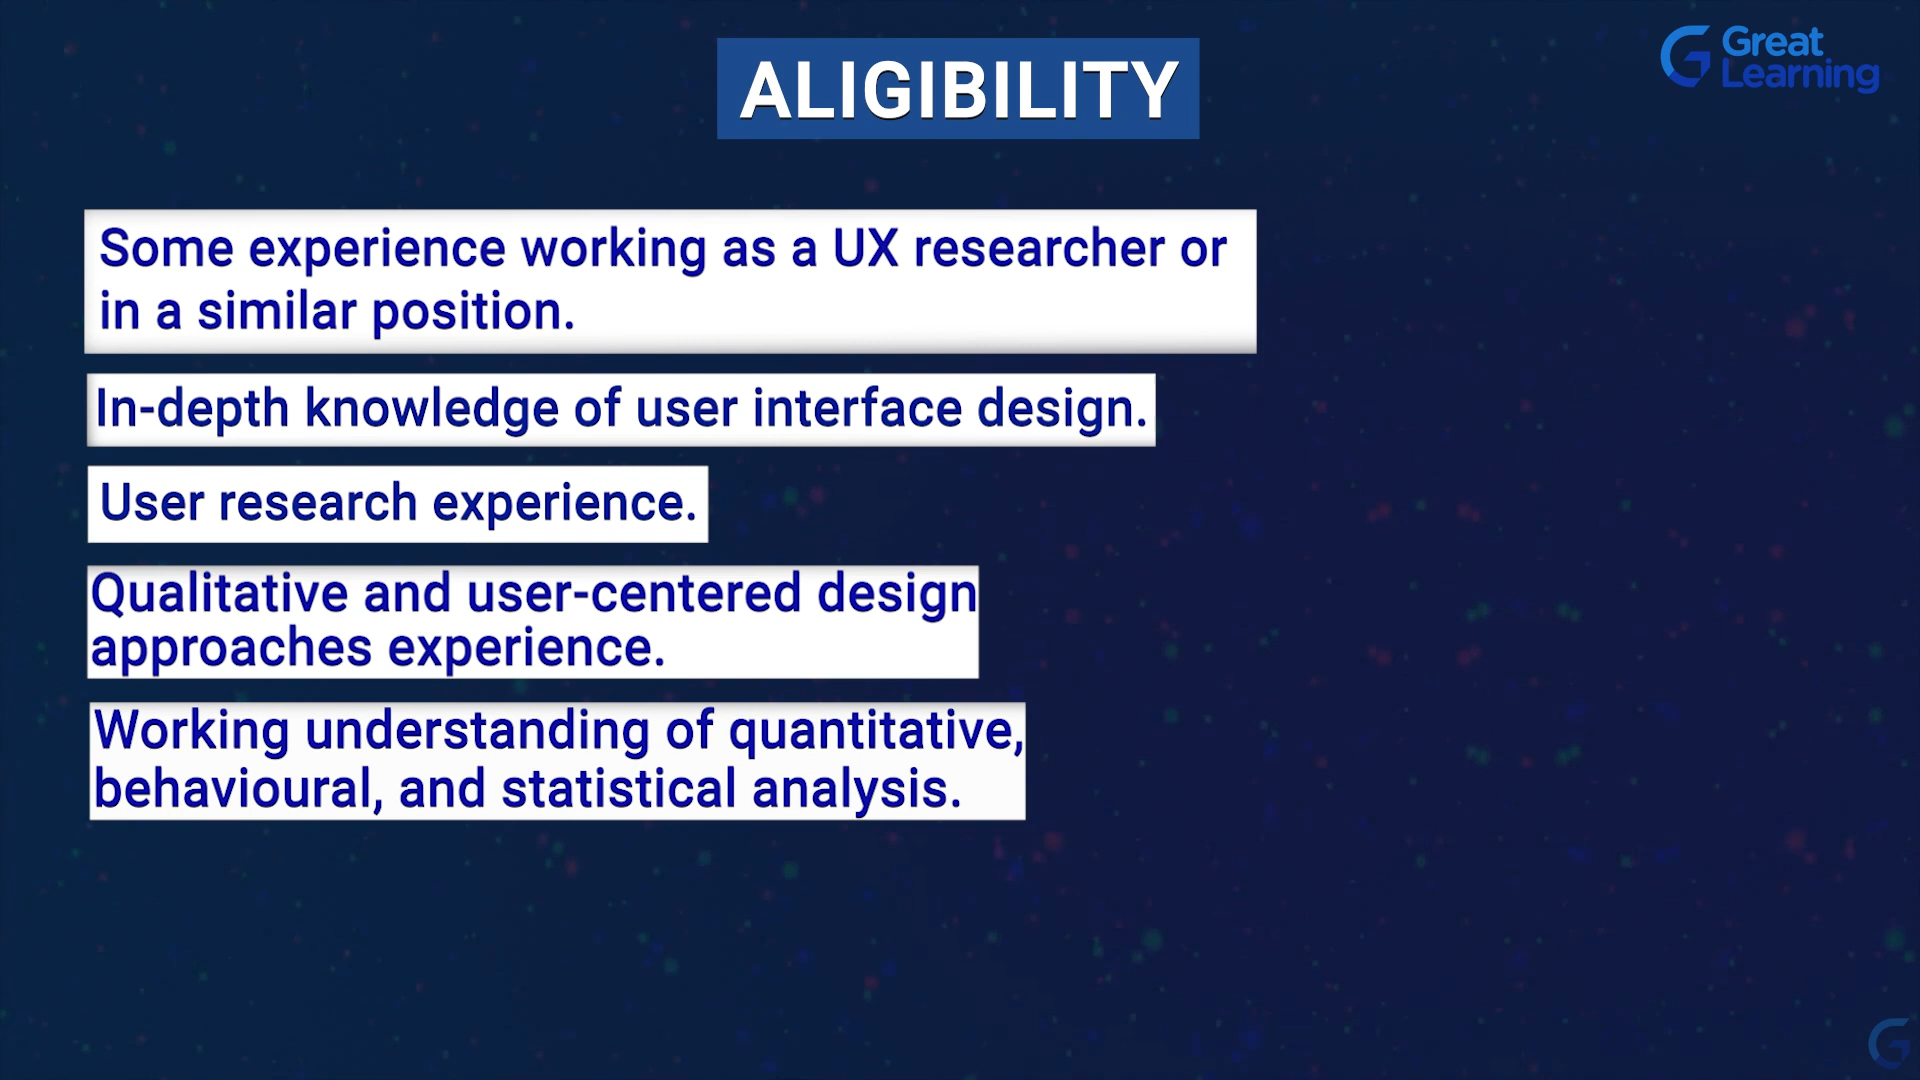 ALIGIBILITY
Great
Learning
Some experience working as a UX researcher or
in a similar position.
In-depth knowledge of user interface design.
User research experience.
Qualitative and user-centered design
approaches experience.
Working understanding of quantitative,
behavioural, and statistical analysis.